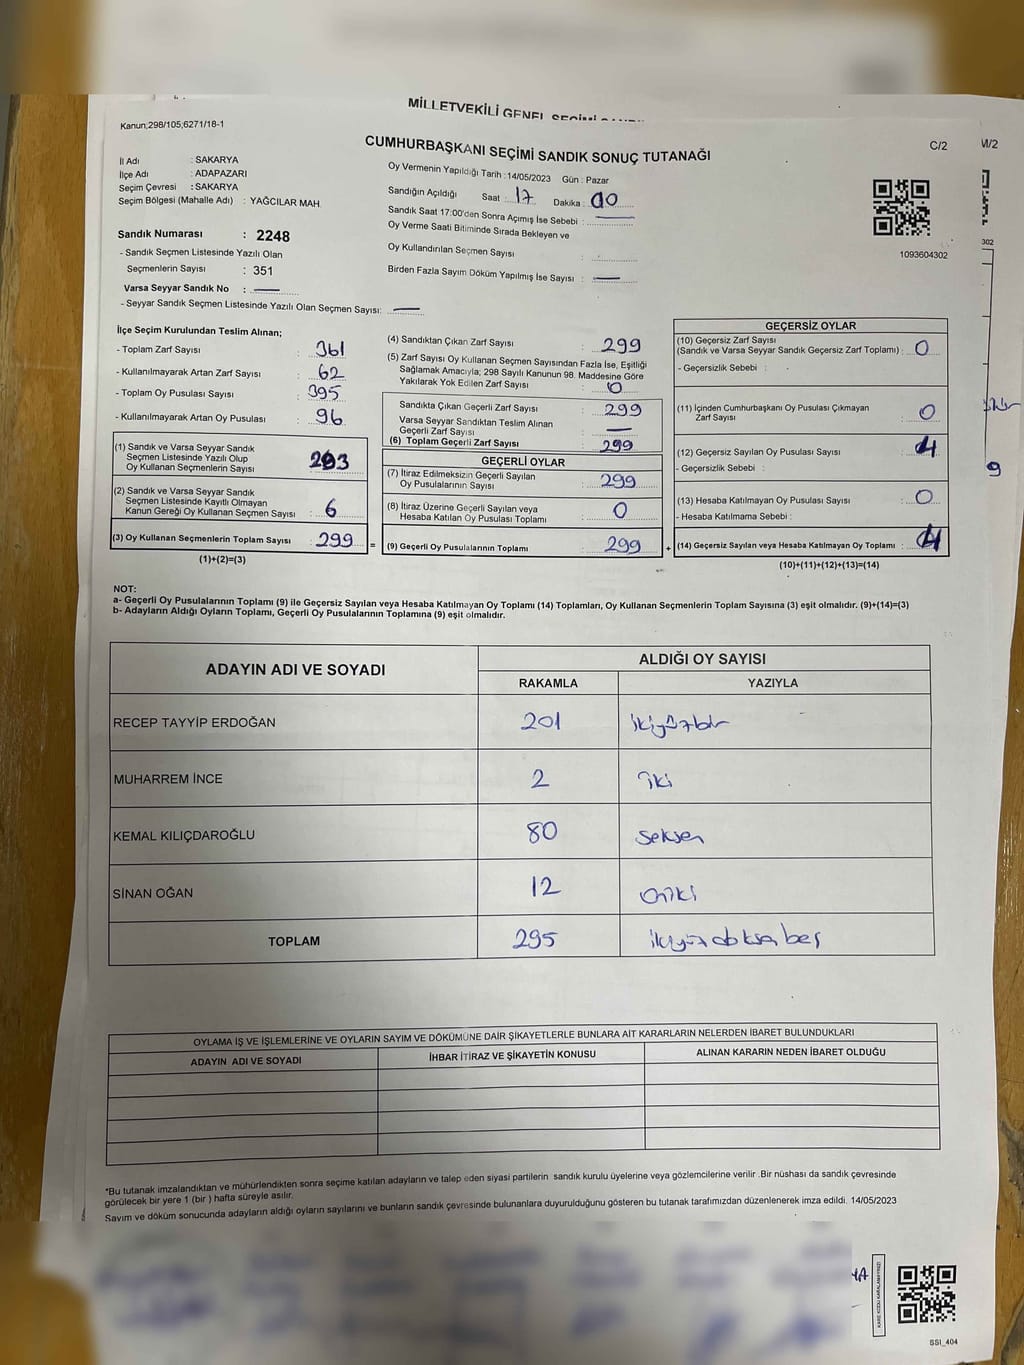 MİLLETVEKİLİ GENEL SEÇİMİ
Kanun;298/105;6271/18-1
CUMHURBAŞKANI SEÇİMİ SANDIK SONUÇ TUTANAĞI
C/2
M/2
İl Adı : SAKARYA
İlçe Adı : ADAPAZARI
Seçim Çevresi : SAKARYA
Seçim Bölgesi (Mahalle Adı) : YAĞCILAR MAH.
Sandık Numarası : 2248
- Sandık Seçmen Listesinde Yazılı Olan
Seçmenlerin Sayısı : 351
Varsa Seyyar Sandık No : —
- Seyyar Sandık Seçmen Listesinde Yazılı Olan Seçmen Sayısı: —
Oy Vermenin Yapıldığı Tarih : 14/05/2023 Gün : Pazar
Sandığın Açıldığı Saat : 17 Dakika : 00
Sandık Saat 17:00'den Sonra Açımış İse Sebebi : —
Oy Verme Saati Bitiminde Sırada Bekleyen ve
Oy Kullandırılan Seçmen Sayısı :
Birden Fazla Sayım Döküm Yapılmış İse Sayısı : —
1093604302
302
İlçe Seçim Kurulundan Teslim Alınan;
- Toplam Zarf Sayısı : 361
- Kullanılmayarak Artan Zarf Sayısı : 62
- Toplam Oy Pusulası Sayısı : 395
- Kullanılmayarak Artan Oy Pusulası : 96
(1) Sandık ve Varsa Seyyar Sandık
Seçmen Listesinde Yazılı Olup
Oy Kullanan Seçmenlerin Sayısı 293
(2) Sandık ve Varsa Seyyar Sandık
Seçmen Listesinde Kayıtlı Olmayan
Kanun Gereği Oy Kullanan Seçmen Sayısı : 6
(3) Oy Kullanan Seçmenlerin Toplam Sayısı : 299 =
(1)+(2)=(3)
(4) Sandıktan Çıkan Zarf Sayısı : 299
(5) Zarf Sayısı Oy Kullanan Seçmen Sayısından Fazla İse, Eşitliği
Sağlamak Amacıyla; 298 Sayılı Kanunun 98. Maddesine Göre
Yakılarak Yok Edilen Zarf Sayısı : 0
Sandıkta Çıkan Geçerli Zarf Sayısı : 299
Varsa Seyyar Sandıktan Teslim Alınan
Geçerli Zarf Sayısı : —
(6) Toplam Geçerli Zarf Sayısı : 299
GEÇERLİ OYLAR
(7) İtiraz Edilmeksizin Geçerli Sayılan
Oy Pusulalarının Sayısı : 299
(8) İtiraz Üzerine Geçerli Sayılan veya
Hesaba Katılan Oy Pusulası Toplamı : 0
(9) Geçerli Oy Pusulalarının Toplamı : 299 +
GEÇERSİZ OYLAR
(10) Geçersiz Zarf Sayısı
(Sandık ve Varsa Seyyar Sandık Geçersiz Zarf Toplamı) : 0
- Geçersizlik Sebebi :
(11) İçinden Cumhurbaşkanı Oy Pusulası Çıkmayan
Zarf Sayısı : 0
(12) Geçersiz Sayılan Oy Pusulası Sayısı : 4
- Geçersizlik Sebebi :
(13) Hesaba Katılmayan Oy Pusulası Sayısı : 0
- Hesaba Katılmama Sebebi :
(14) Geçersiz Sayılan veya Hesaba Katılmayan Oy Toplamı : 4
(10)+(11)+(12)+(13)=(14)
9
NOT:
a- Geçerli Oy Pusulalarının Toplamı (9) ile Geçersiz Sayılan veya Hesaba Katılmayan Oy Toplamı (14) Toplamları, Oy Kullanan Seçmenlerin Toplam Sayısına (3) eşit olmalıdır. (9)+(14)=(3)
b- Adayların Aldığı Oyların Toplamı, Geçerli Oy Pusulalarının Toplamına (9) eşit olmalıdır.
ADAYIN ADI VE SOYADI
ALDIĞI OY SAYISI
RAKAMLA YAZIYLA
RECEP TAYYİP ERDOĞAN 201 ikiyüzbir
MUHARREM İNCE 2 iki
KEMAL KILIÇDAROĞLU 80 seksen
SİNAN OĞAN 12 oniki
TOPLAM 295 ikiyüzdoksanbeş
OYLAMA İŞ VE İŞLEMLERİNE VE OYLARIN SAYIM VE DÖKÜMÜNE DAİR ŞİKAYETLERLE BUNLARA AİT KARARLARIN NELERDEN İBARET BULUNDUKLARI
ADAYIN ADI VE SOYADI İHBAR İTİRAZ VE ŞİKAYETİN KONUSU ALINAN KARARIN NEDEN İBARET OLDUĞU
*Bu tutanak imzalandıktan ve mühürlendikten sonra seçime katılan adayların ve talep eden siyasi partilerin sandık kurulu üyelerine veya gözlemcilerine verilir .Bir nüshası da sandık çevresinde
görülecek bir yere 1 (bir ) hafta süreyle asılır.
Sayım ve döküm sonucunda adayların aldığı oyların sayılarını ve bunların sandık çevresinde bulunanlara duyurulduğunu gösteren bu tutanak tarafımızdan düzenlenerek imza edildi. 14/05/2023
KARE KODU KARALAMAYINIZ!
SSI_404